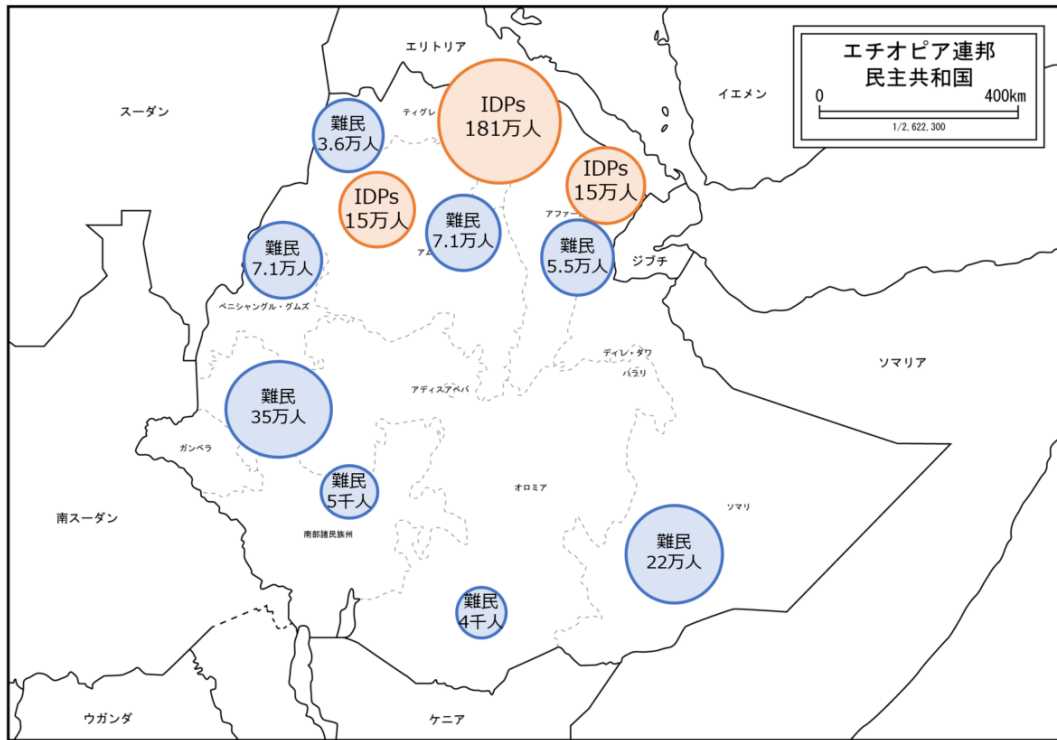 エチオピア連邦
民主共和国
0 400km
1/2,622,300
エリトリア
イエメン
スーダン
ティグレ
IDPs
181万人
難民
3.6万人
IDPs
15万人
IDPs
15万人
難民
7.1万人
アム
アファー
難民
7.1万人
難民
5.5万人
ジブチ
ベニシャングル・グムズ
ディレ・ダワ
ハラリ
ソマリア
難民
35万人
アディスアベバ
ガンベラ
難民
5千人
オロミア
ソマリ
南スーダン
南部諸民族州
難民
22万人
難民
4千人
ウガンダ
ケニア